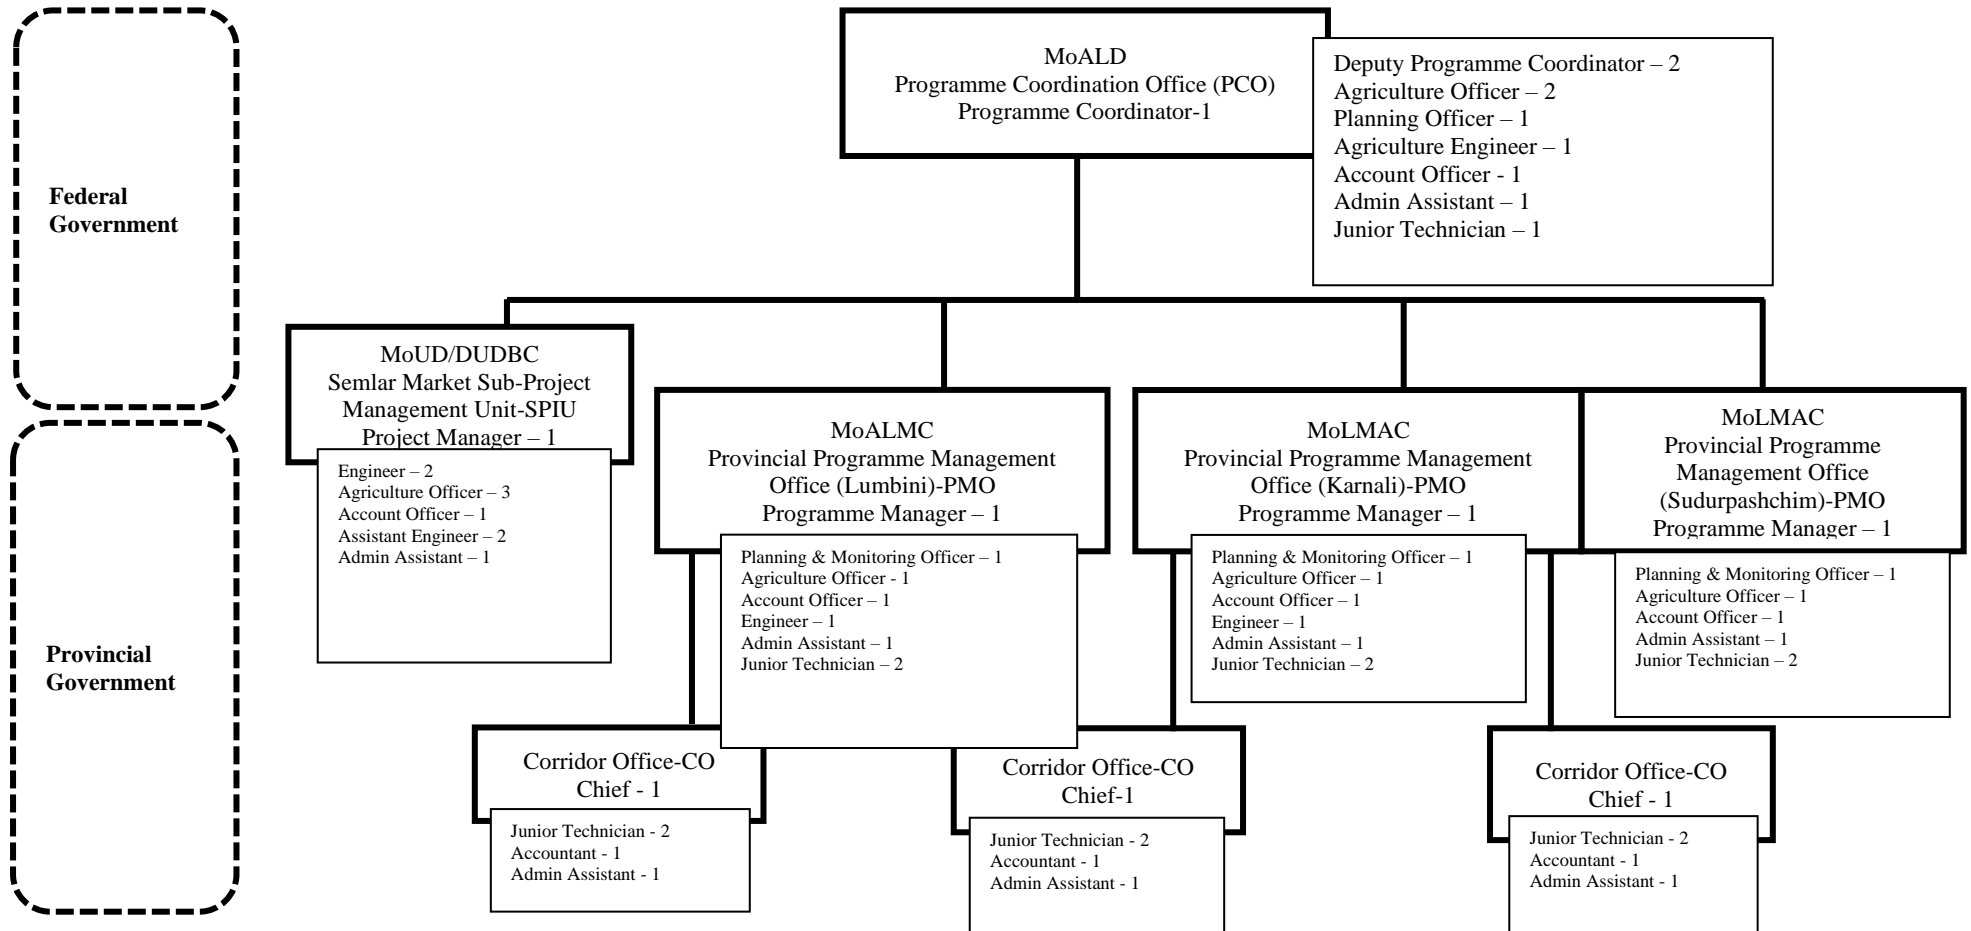 Federal
Government
MoALD
Programme Coordination Office (PCO)
Programme Coordinator-1
Deputy Programme Coordinator – 2
Agriculture Officer – 2
Planning Officer – 1
Agriculture Engineer – 1
Account Officer - 1
Admin Assistant – 1
Junior Technician – 1
MoUD/DUDBC
Semlar Market Sub-Project
Management Unit-SPIU
Project Manager – 1
Engineer – 2
Agriculture Officer – 3
Account Officer – 1
Assistant Engineer – 2
Admin Assistant – 1
MoALMC
Provincial Programme Management
Office (Lumbini)-PMO
Programme Manager – 1
Planning & Monitoring Officer – 1
Agriculture Officer - 1
Account Officer – 1
Engineer – 1
Admin Assistant – 1
Junior Technician – 2
MoLMAC
Provincial Programme Management
Office (Karnali)-PMO
Programme Manager – 1
Planning & Monitoring Officer – 1
Agriculture Officer – 1
Account Officer – 1
Engineer – 1
Admin Assistant – 1
Junior Technician – 2
MoLMAC
Provincial Programme
Management Office
(Sudurpashchim)-PMO
Programme Manager – 1
Planning & Monitoring Officer – 1
Agriculture Officer – 1
Account Officer – 1
Admin Assistant – 1
Junior Technician – 2
Provincial
Government
Corridor Office-CO
Chief - 1
Junior Technician - 2
Accountant - 1
Admin Assistant - 1
Corridor Office-CO
Chief-1
Junior Technician - 2
Accountant - 1
Admin Assistant - 1
Corridor Office-CO
Chief - 1
Junior Technician - 2
Accountant - 1
Admin Assistant - 1